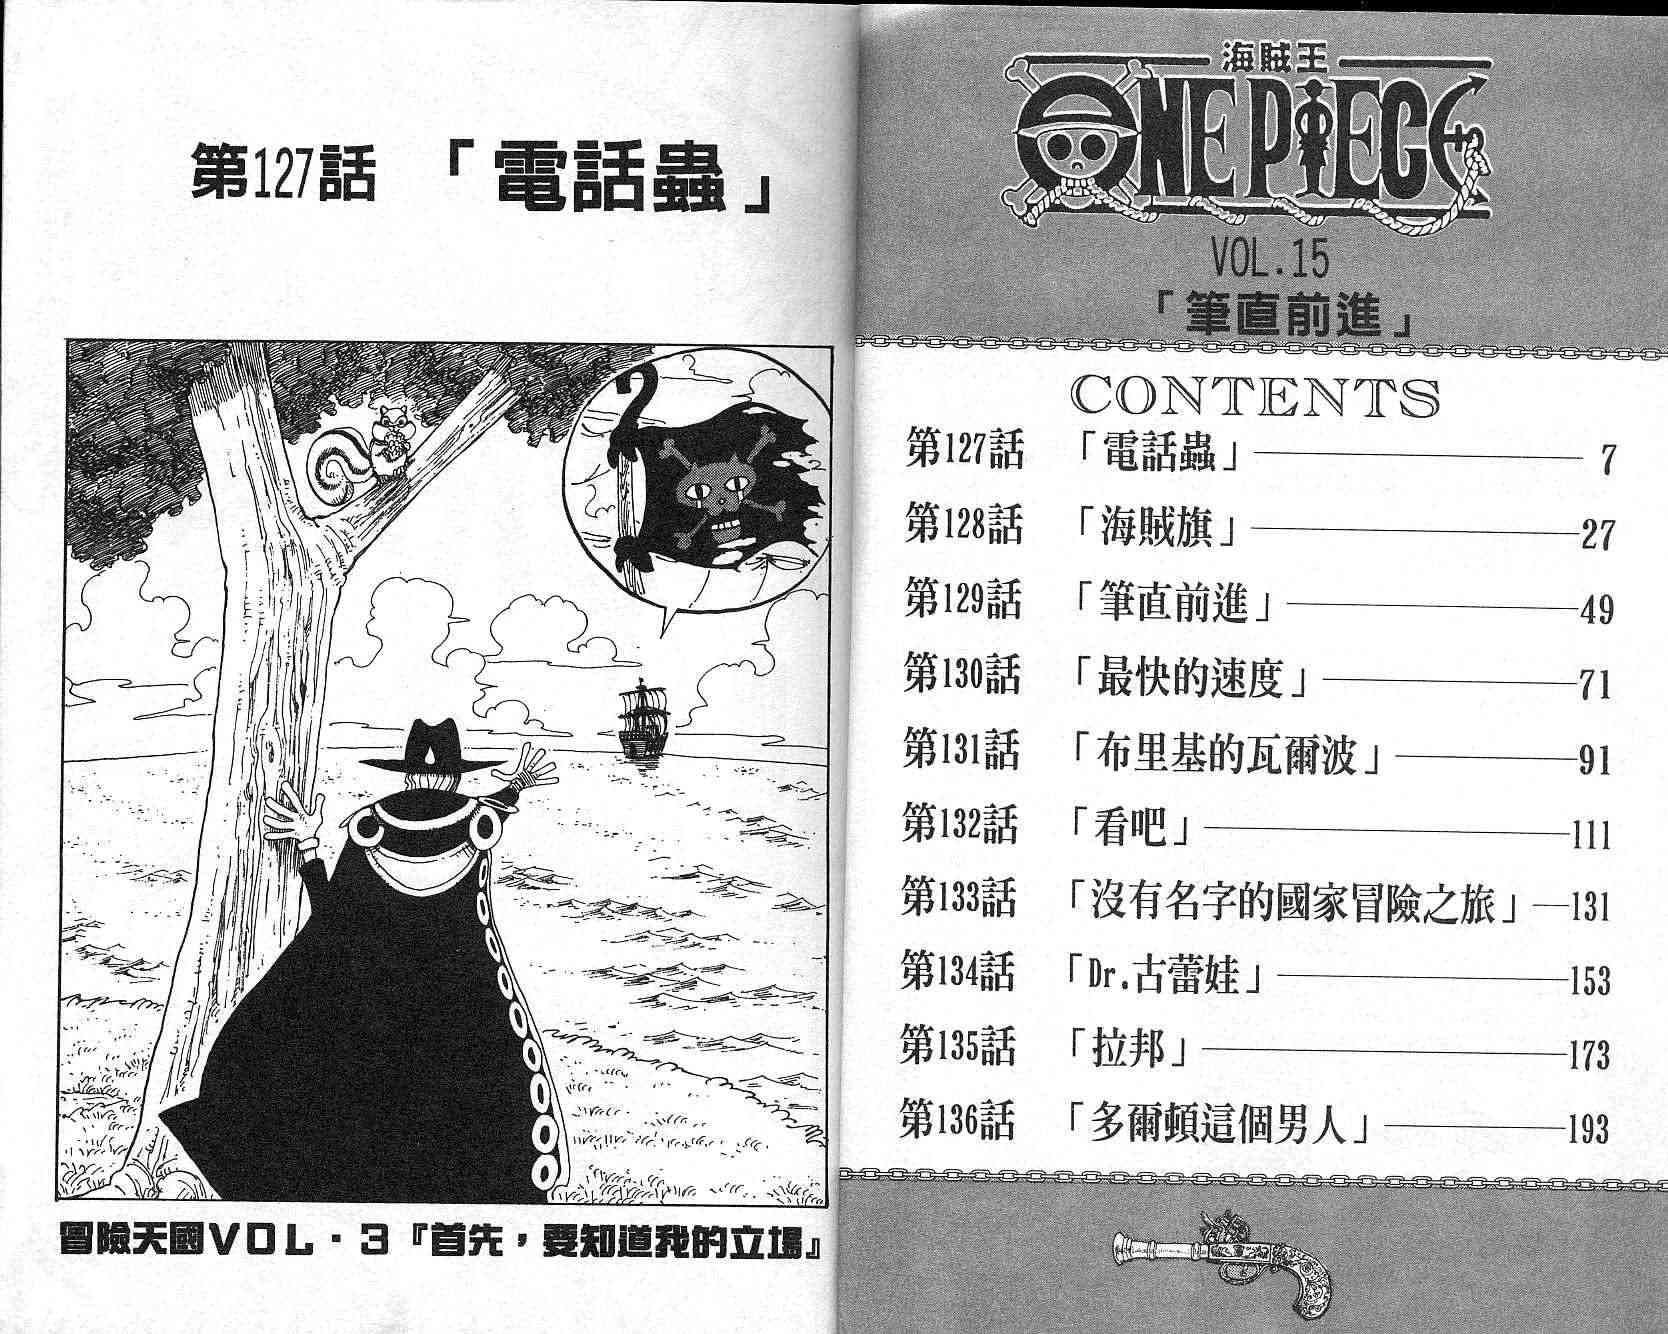 海賊王
ONE PIECE
VOL.15
「筆直前進」
CONTENTS
第127話 「電話蟲」 7
第128話 「海賊旗」 27
第129話 「筆直前進」 49
第130話 「最快的速度」 71
第131話 「布里基的瓦爾波」 91
第132話 「看吧」 111
第133話 「沒有名字的國家冒險之旅」 131
第134話 「Dr.古蕾娃」 153
第135話 「拉邦」 173
第136話 「多爾頓這個男人」 193
第127話 「電話蟲」
冒險天國VOL・3『首先，要知道我的立場』